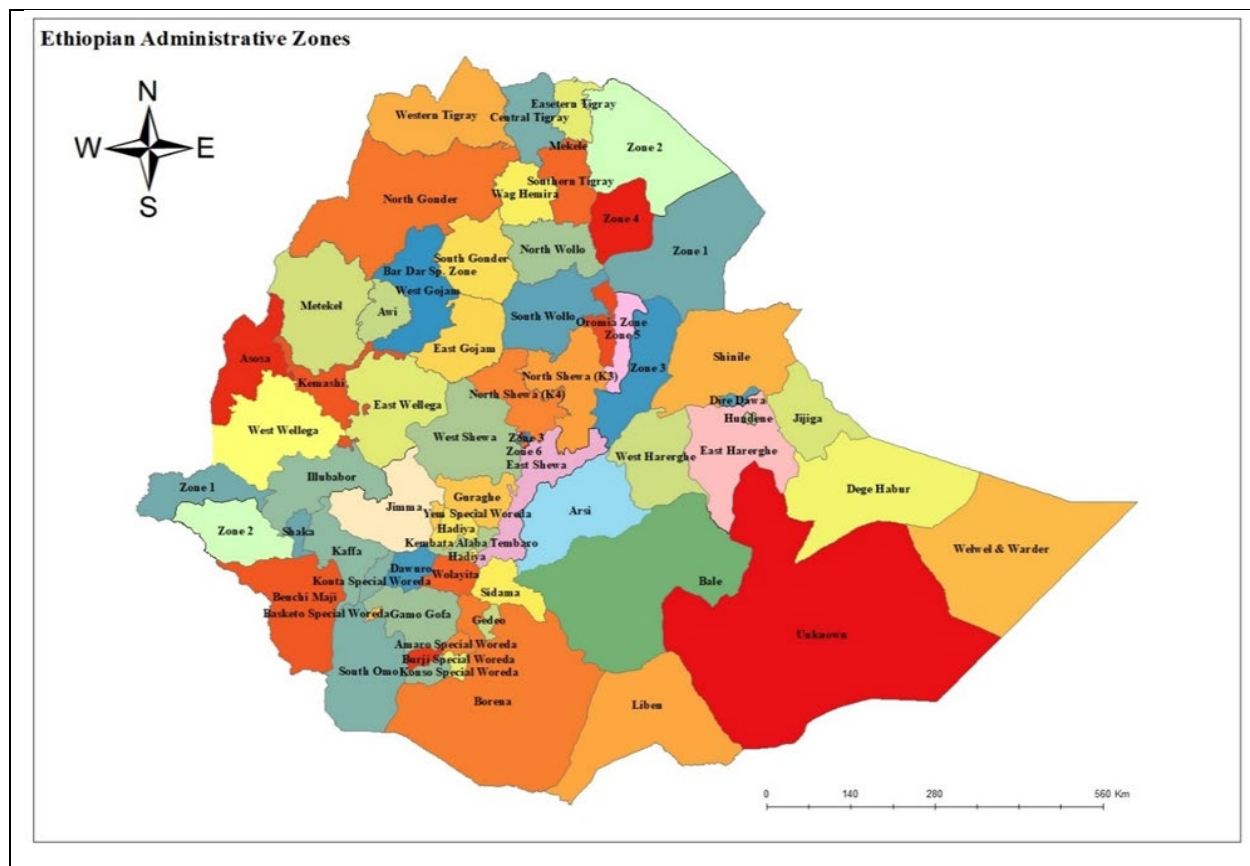 Ethiopian Administrative Zones
N
W
E
S
Easetern Tigray
Western Tigray
Central Tigray
Mekele
Zone 2
Southern Tigray
Wag Hemira
North Gonder
Zone 4
North Wollo
Zone 1
South Gonder
Bar Dar Sp. Zone
West Gojam
Metekel
Awi
South Wollo
Oromia Zone
Zone 5
East Gojam
Asosa
Shinile
Zone 3
North Shewa (K3)
Kemashi
North Shewa (K4)
East Wellega
Dire Dawa
Hundene
Jijiga
West Wellega
West Shewa
Zone 3
Zone 6
East Shewa
West Harerghe
East Harerghe
Illubabor
Zone 1
Dege Habur
Guraghe
Jimma
Yem Special Woreda
Arsi
Welwel & Warder
Zone 2
Shaka
Hadiya
Kembata Alaba Tembaro
Kaffa
Hadiya
Dawuro
Wolayita
Konta Special Woreda
Bale
Sidama
Benchi Maji
Basketo Special Woreda
Gamo Gofa
Gedeo
Unknown
Amaro Special Woreda
Burji Special Woreda
South Omo
Konso Special Woreda
Borena
Liben
0 140 280 560 Km